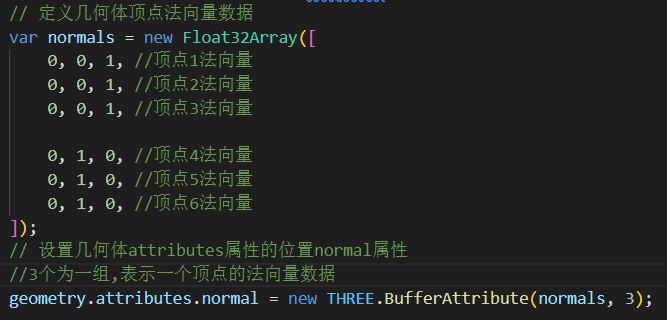 // 定义几何体顶点法向量数据
var normals = new Float32Array([
0, 0, 1, //顶点1法向量
0, 0, 1, //顶点2法向量
0, 0, 1, //顶点3法向量
0, 1, 0, //顶点4法向量
0, 1, 0, //顶点5法向量
0, 1, 0, //顶点6法向量
]);
// 设置几何体attributes属性的位置normal属性
//3个为一组,表示一个顶点的法向量数据
geometry.attributes.normal = new THREE.BufferAttribute(normals, 3);